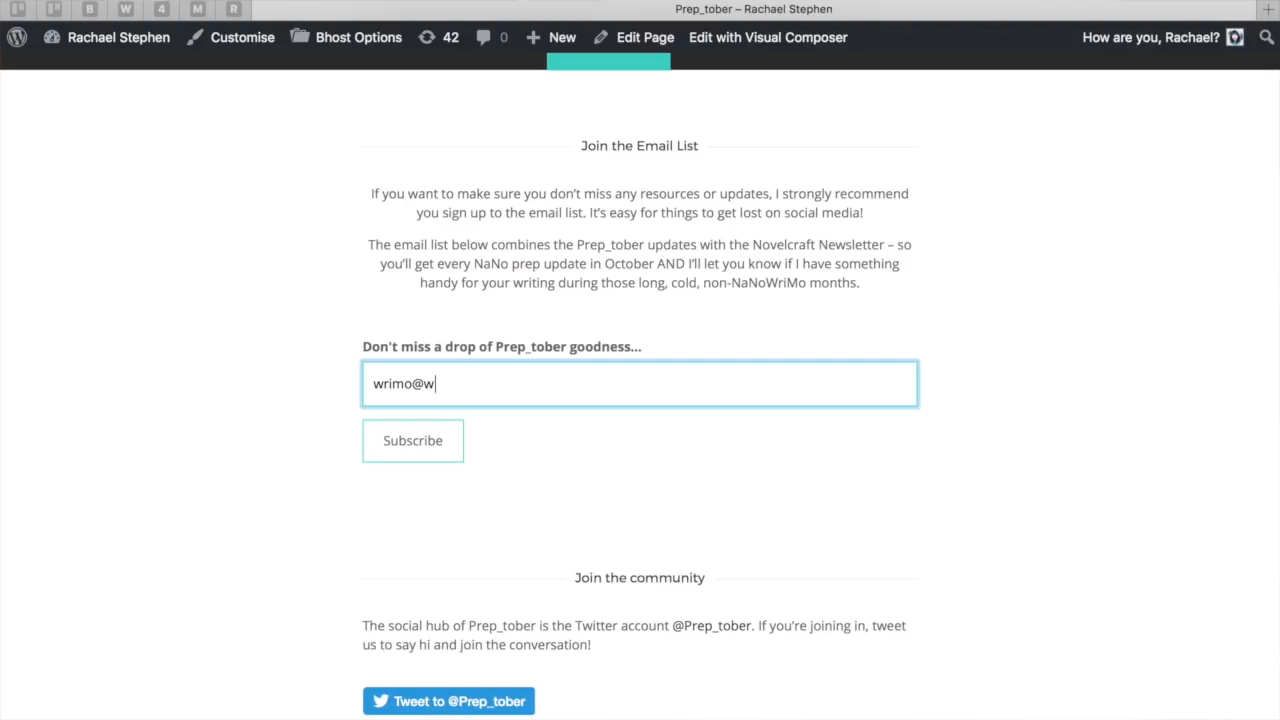 B W 4 M R Prep_tober – Rachael Stephen
Rachael Stephen Customise Bhost Options 42 0 New Edit Page Edit with Visual Composer How are you, Rachael?
Join the Email List
If you want to make sure you don’t miss any resources or updates, I strongly recommend
you sign up to the email list. It’s easy for things to get lost on social media!
The email list below combines the Prep_tober updates with the Novelcraft Newsletter – so
you’ll get every NaNo prep update in October AND I’ll let you know if I have something
handy for your writing during those long, cold, non-NaNoWriMo months.
Don't miss a drop of Prep_tober goodness...
wrimo@w
Subscribe
Join the community
The social hub of Prep_tober is the Twitter account @Prep_tober. If you’re joining in, tweet
us to say hi and join the conversation!
Tweet to @Prep_tober